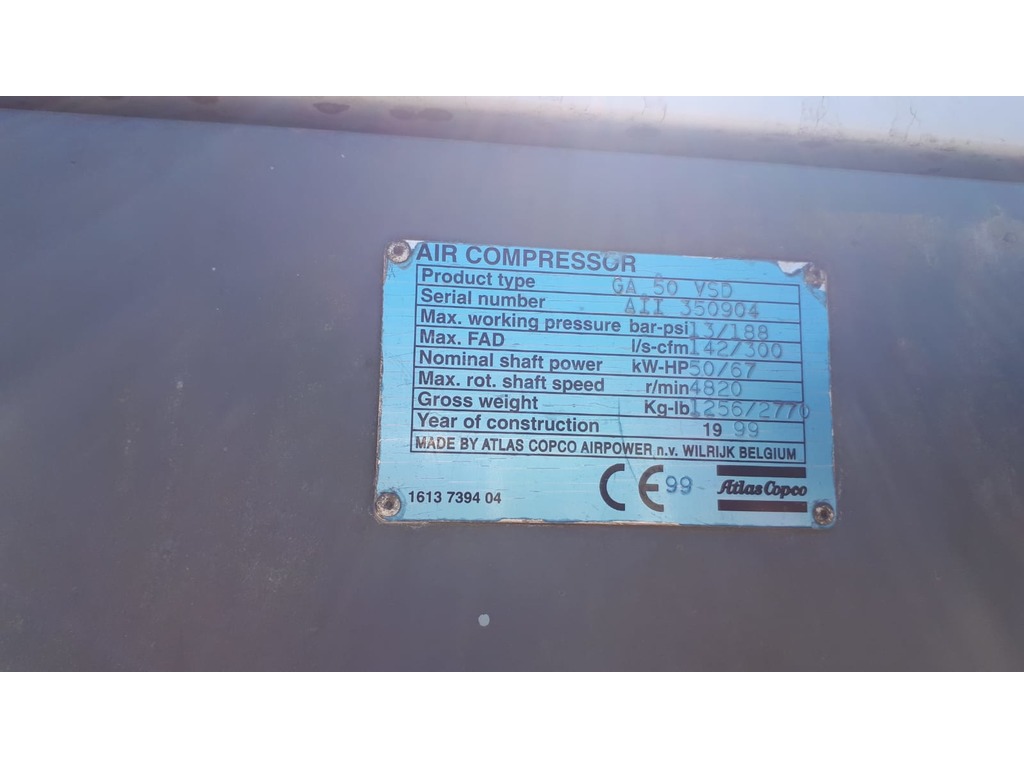 AIR COMPRESSOR
Product type GA 50 VSD
Serial number AII 350904
Max. working pressure bar-psi 13/188
Max. FAD l/s-cfm 142/300
Nominal shaft power kW-HP 50/67
Max. rot. shaft speed r/min 4820
Gross weight Kg-lb 1256/2770
Year of construction 19 99
MADE BY ATLAS COPCO AIRPOWER n.v. WILRIJK BELGIUM
1613 7394 04 CE 99 Atlas Copco